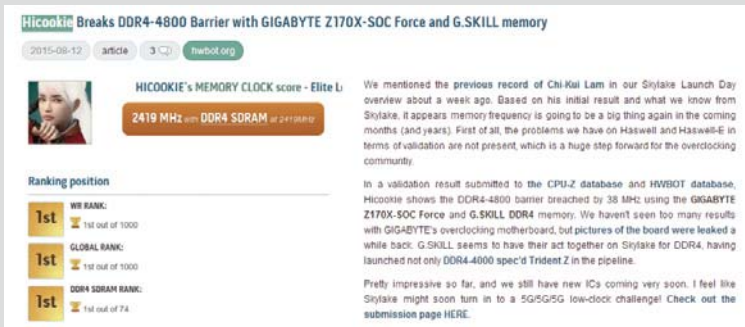 Hicookie Breaks DDR4-4800 Barrier with GIGABYTE Z170X-SOC Force and G.SKILL memory
2015-08-12 article 3 hwbot.org
HICOOKIE's MEMORY CLOCK score - Elite L
2419 MHz with DDR4 SDRAM at 2419MHz
Ranking position
1st
WR RANK:
1st out of 1000
1st
GLOBAL RANK:
1st out of 1000
1st
DDR4 SDRAM RANK:
1st out of 74
We mentioned the previous record of Chi-Kui Lam in our Skylake Launch Day
overview about a week ago. Based on his initial result and what we know from
Skylake, it appears memory frequency is going to be a big thing again in the coming
months (and years). First of all, the problems we have on Haswell and Haswell-E in
terms of validation are not present, which is a huge step forward for the overclocking
community.
In a validation result submitted to the CPU-Z database and HWBOT database,
Hicookie shows the DDR4-4800 barrier breached by 38 MHz using the GIGABYTE
Z170X-SOC Force and G.SKILL DDR4 memory. We haven't seen too many results
with GIGABYTE's overclocking motherboard, but pictures of the board were leaked a
while back. G.SKILL seems to have their act together on Skylake for DDR4, having
launched not only DDR4-4000 spec'd Trident Z in the pipeline.
Pretty impressive so far, and we still have new ICs coming very soon. I feel like
Skylake might soon turn in to a 5G/5G/5G low-clock challenge! Check out the
submission page HERE.